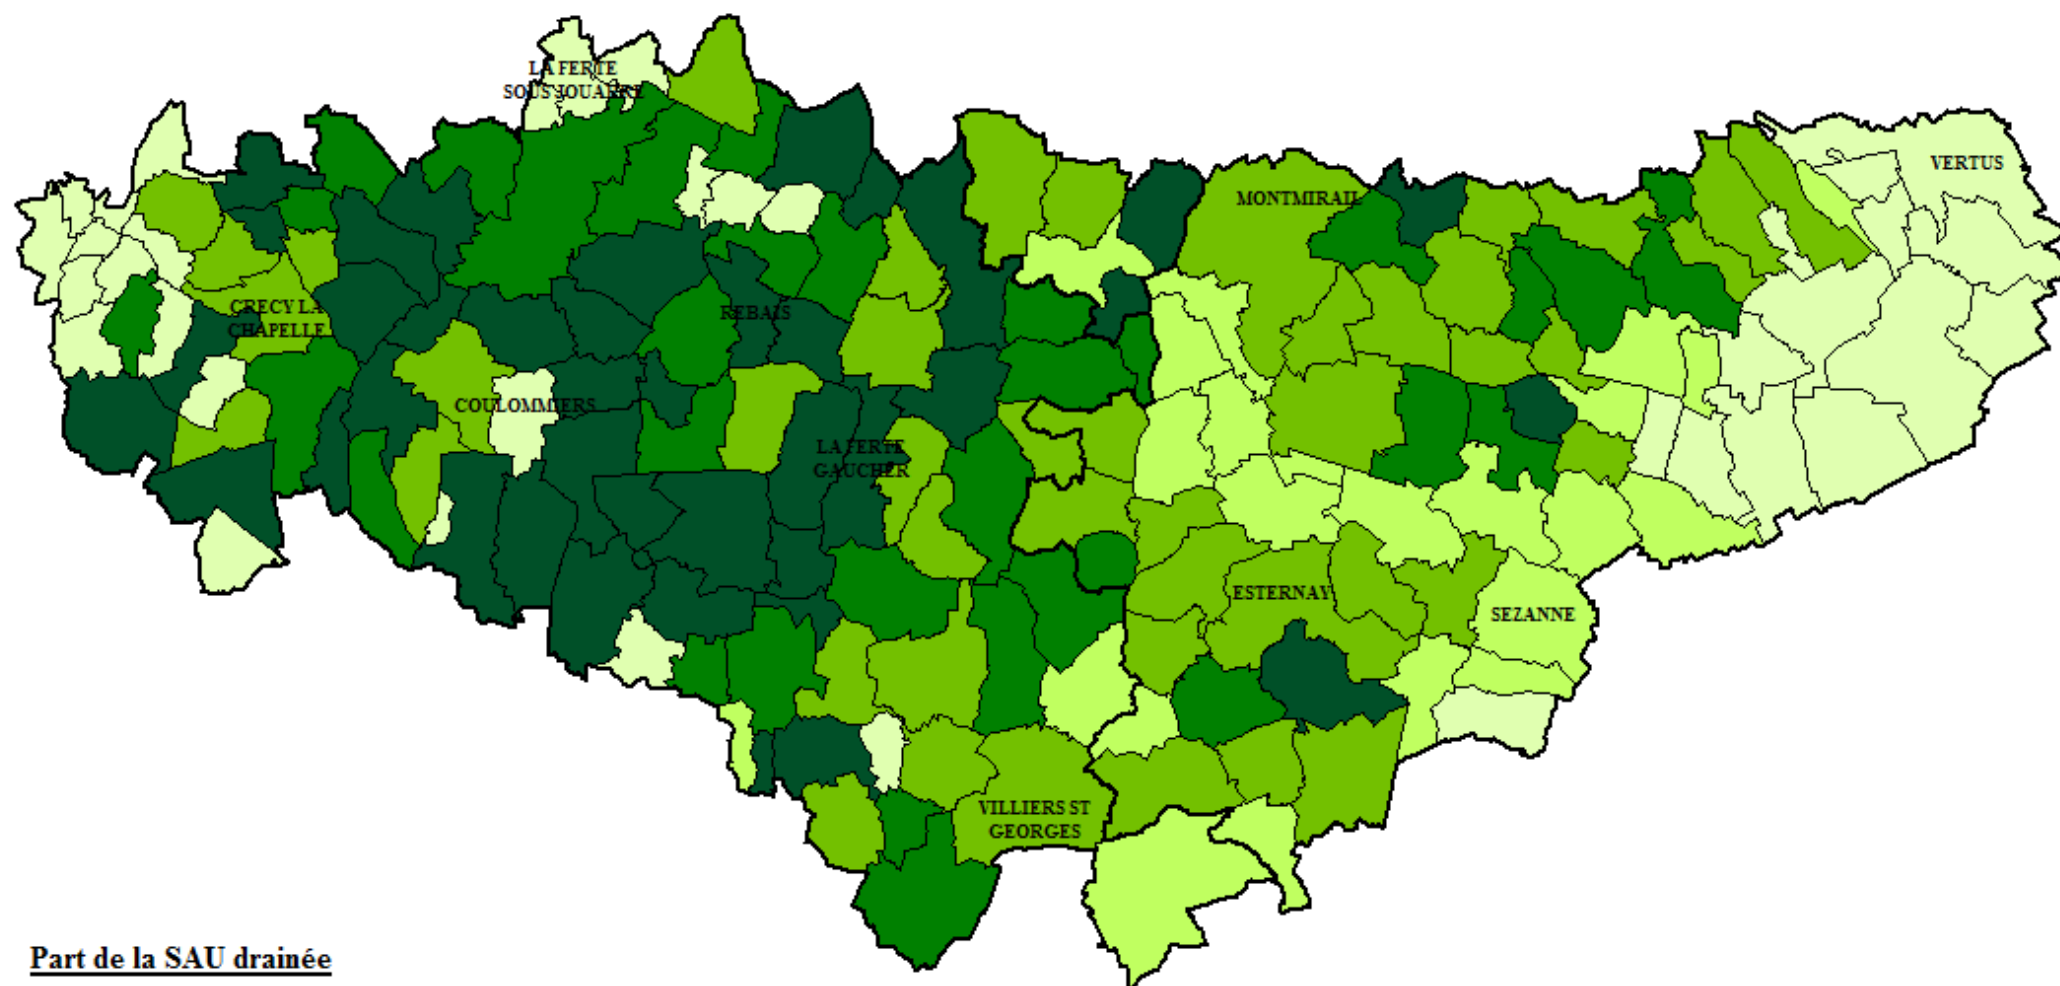 LA FERTE
SOUS JOUARRE
VERTUS
MONTMIRAIL
CRECY LA
CHAPELLE
REBAIS
COULOMMIERS
LA FERTE
GAUCHER
ESTERNAY
SEZANNE
VILLIERS ST
GEORGES
Part de la SAU drainée